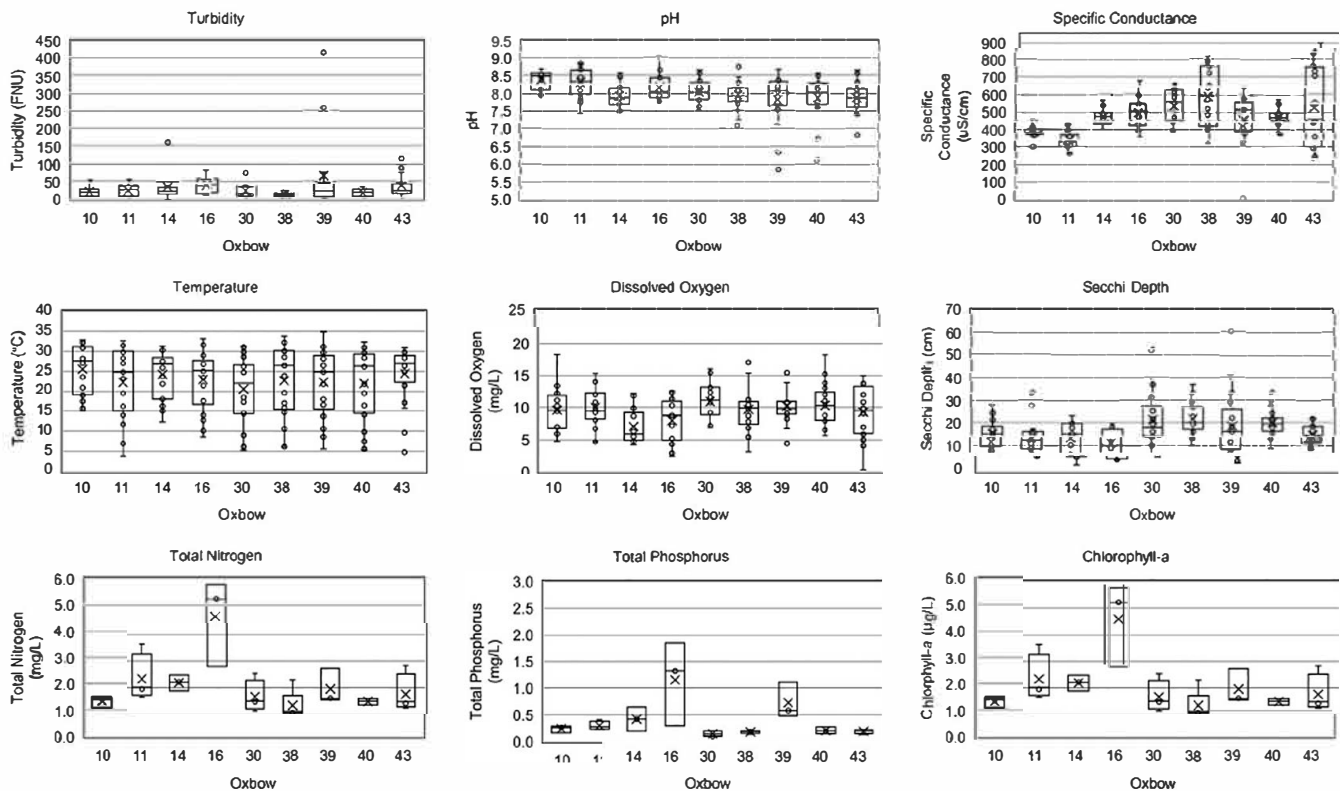 Turbidity
Turbidity (FNU)
450
400
350
300
250
200
150
100
50
0
10 11 14 16 30 38 39 40 43
Oxbow
pH
pH
9.5
9.0
8.5
8.0
7.5
7.0
6.5
6.0
5.5
5.0
10 11 14 16 30 38 39 40 43
Oxbow
Specific Conductance
Specific
Conductance
(uS/cm)
900
800
700
600
500
400
300
200
100
0
10 11 14 16 30 38 39 40 43
Oxbow
Temperature
Temperature (°C)
40
35
30
25
20
15
10
5
0
10 11 14 16 30 38 39 40 43
Oxbow
Dissolved Oxygen
Dissolved Oxygen
(mg/L)
25
20
15
10
5
0
10 11 14 16 30 38 39 40 43
Oxbow
Secchi Depth
Secchi Depth (cm)
70
60
50
40
30
20
10
0
10 11 14 16 30 38 39 40 43
Oxbow
Total Nitrogen
Total Nitrogen
(mg/L)
6.0
5.0
4.0
3.0
2.0
1.0
0.0
10 11 14 16 30 38 39 40 43
Oxbow
Total Phosphorus
Total Phosphorus
(mg/L)
3.0
2.5
2.0
1.5
1.0
0.5
0.0
10 14 16 30 38 39 40 43
Oxbow
Chlorophyll-a
Chlorophyll-a (µg/L)
6.0
5.0
4.0
3.0
2.0
1.0
0.0
10 11 14 16 30 38 39 40 43
Oxbow